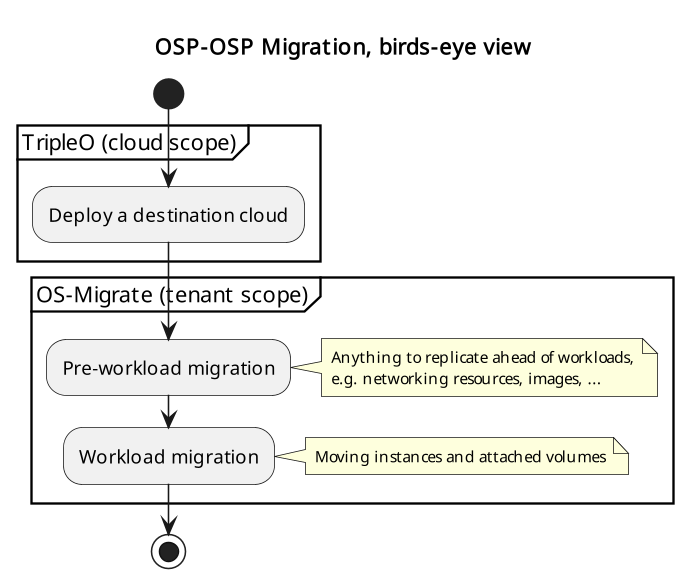 OSP-OSP Migration, birds-eye view
TripleO (cloud scope)
Deploy a destination cloud
OS-Migrate (tenant scope)
Pre-workload migration
Anything to replicate ahead of workloads,
e.g. networking resources, images, ...
Workload migration
Moving instances and attached volumes